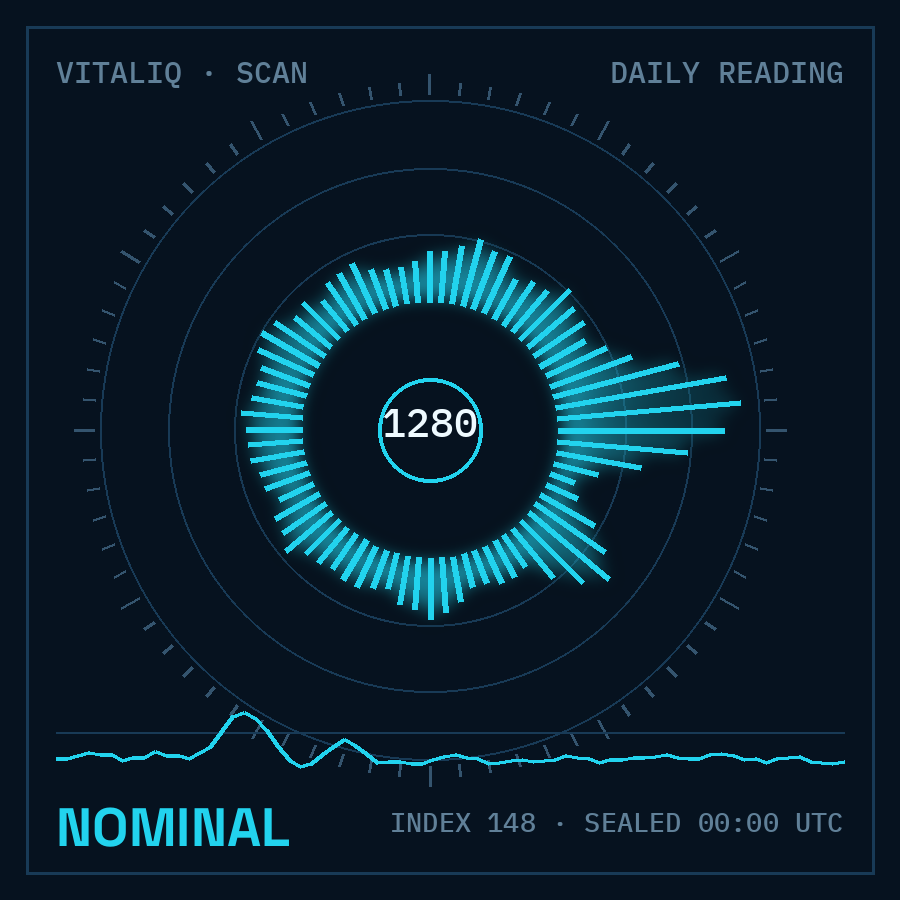 VITALIQ · SCAN
DAILY READING
1280
NOMINAL
INDEX 148 · SEALED 00:00 UTC